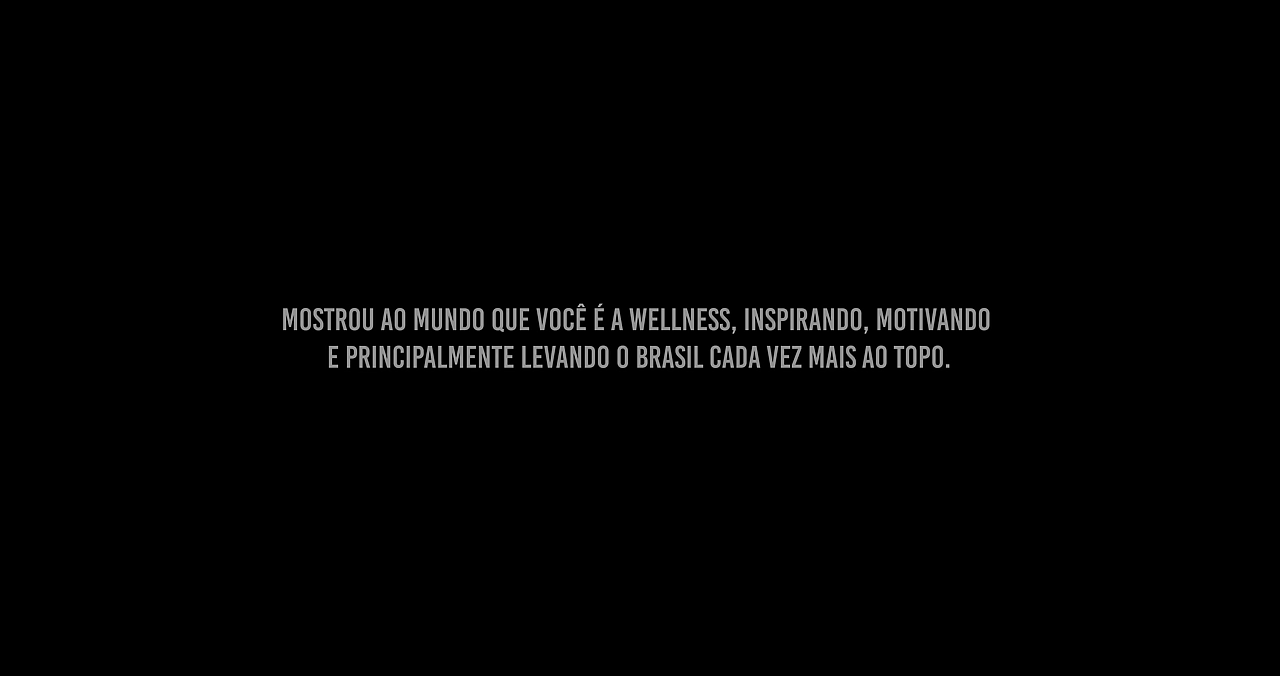 MOSTROU AO MUNDO QUE VOCÊ É A WELLNESS, INSPIRANDO, MOTIVANDO
E PRINCIPALMENTE LEVANDO O BRASIL CADA VEZ MAIS AO TOPO.